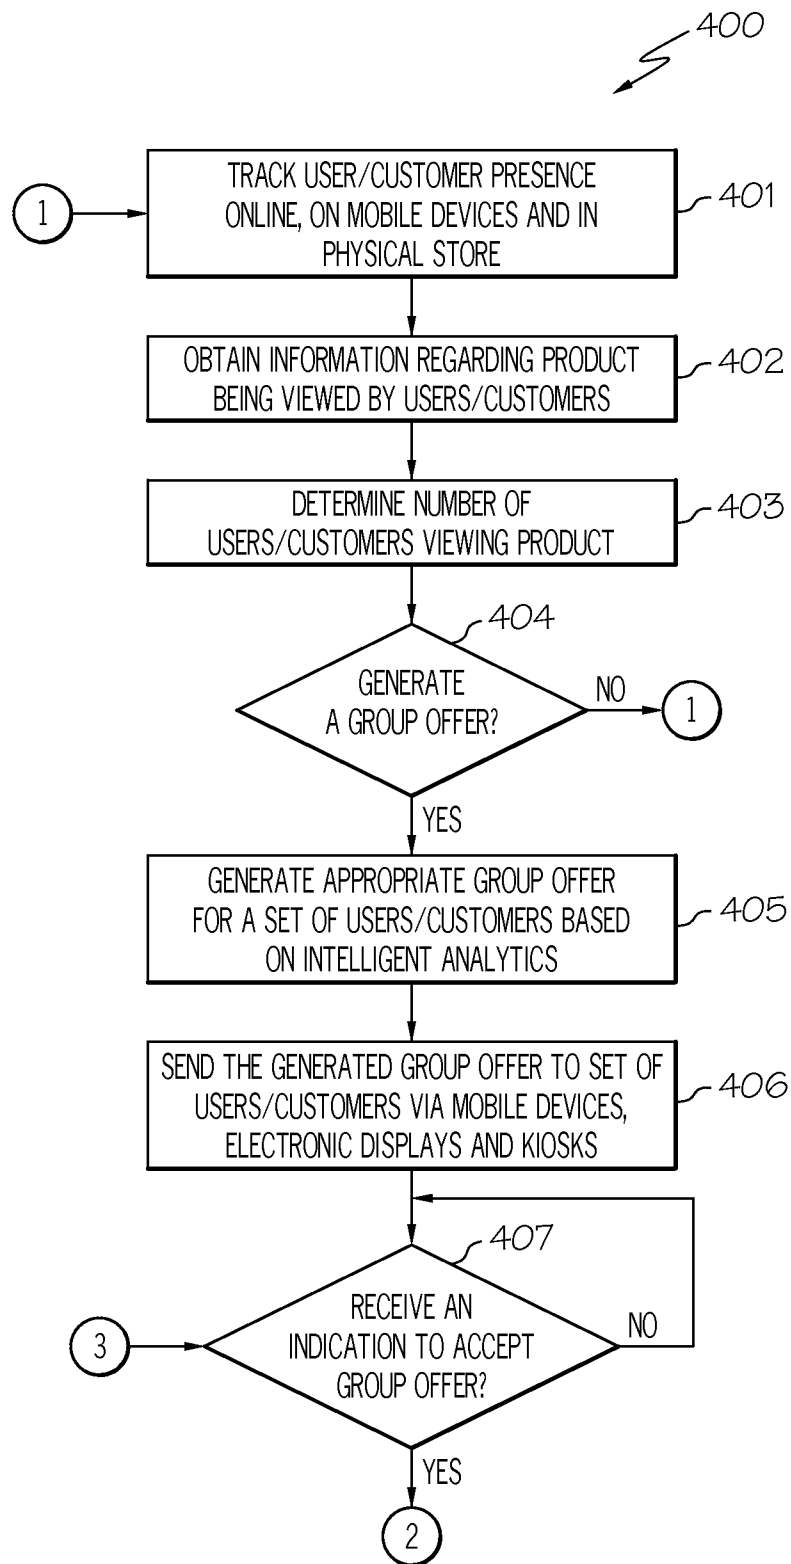 400
TRACK USER/CUSTOMER PRESENCE
ONLINE, ON MOBILE DEVICES AND IN
PHYSICAL STORE
401
1
OBTAIN INFORMATION REGARDING PRODUCT
BEING VIEWED BY USERS/CUSTOMERS
402
DETERMINE NUMBER OF
USERS/CUSTOMERS VIEWING PRODUCT
403
404
GENERATE
A GROUP OFFER?
NO
1
YES
GENERATE APPROPRIATE GROUP OFFER
FOR A SET OF USERS/CUSTOMERS BASED
ON INTELLIGENT ANALYTICS
405
SEND THE GENERATED GROUP OFFER TO SET OF
USERS/CUSTOMERS VIA MOBILE DEVICES,
ELECTRONIC DISPLAYS AND KIOSKS
406
407
RECEIVE AN
INDICATION TO ACCEPT
GROUP OFFER?
NO
3
YES
2